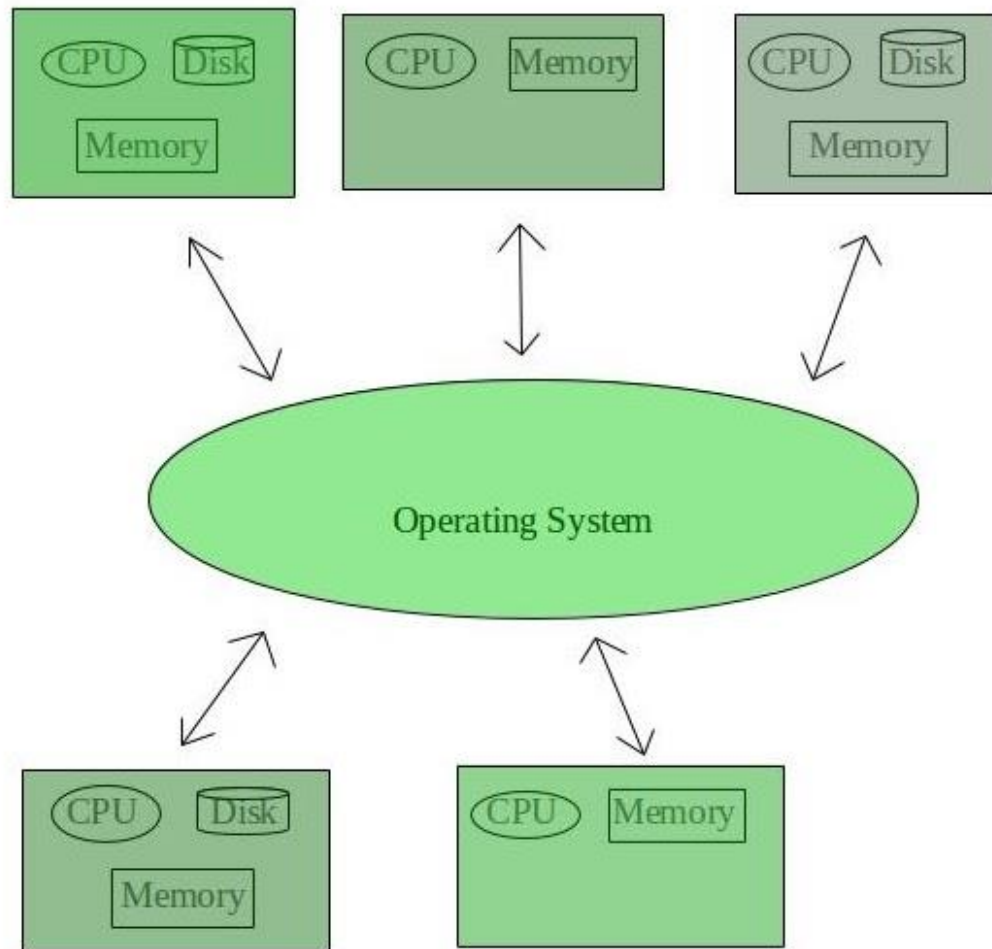 CPU Disk
Memory
CPU Memory
CPU Disk
Memory
Operating System
CPU Disk
Memory
CPU Memory